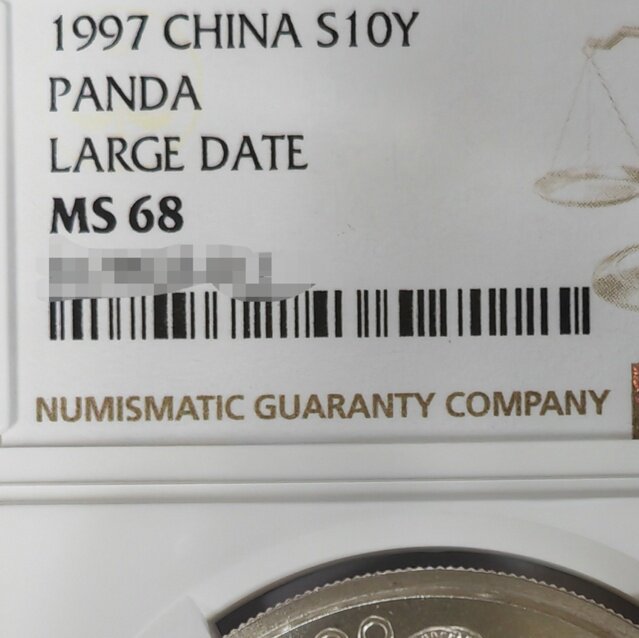 1997 CHINA S10Y
PANDA
LARGE DATE
MS 68
NUMISMATIC GUARANTY COMPANY